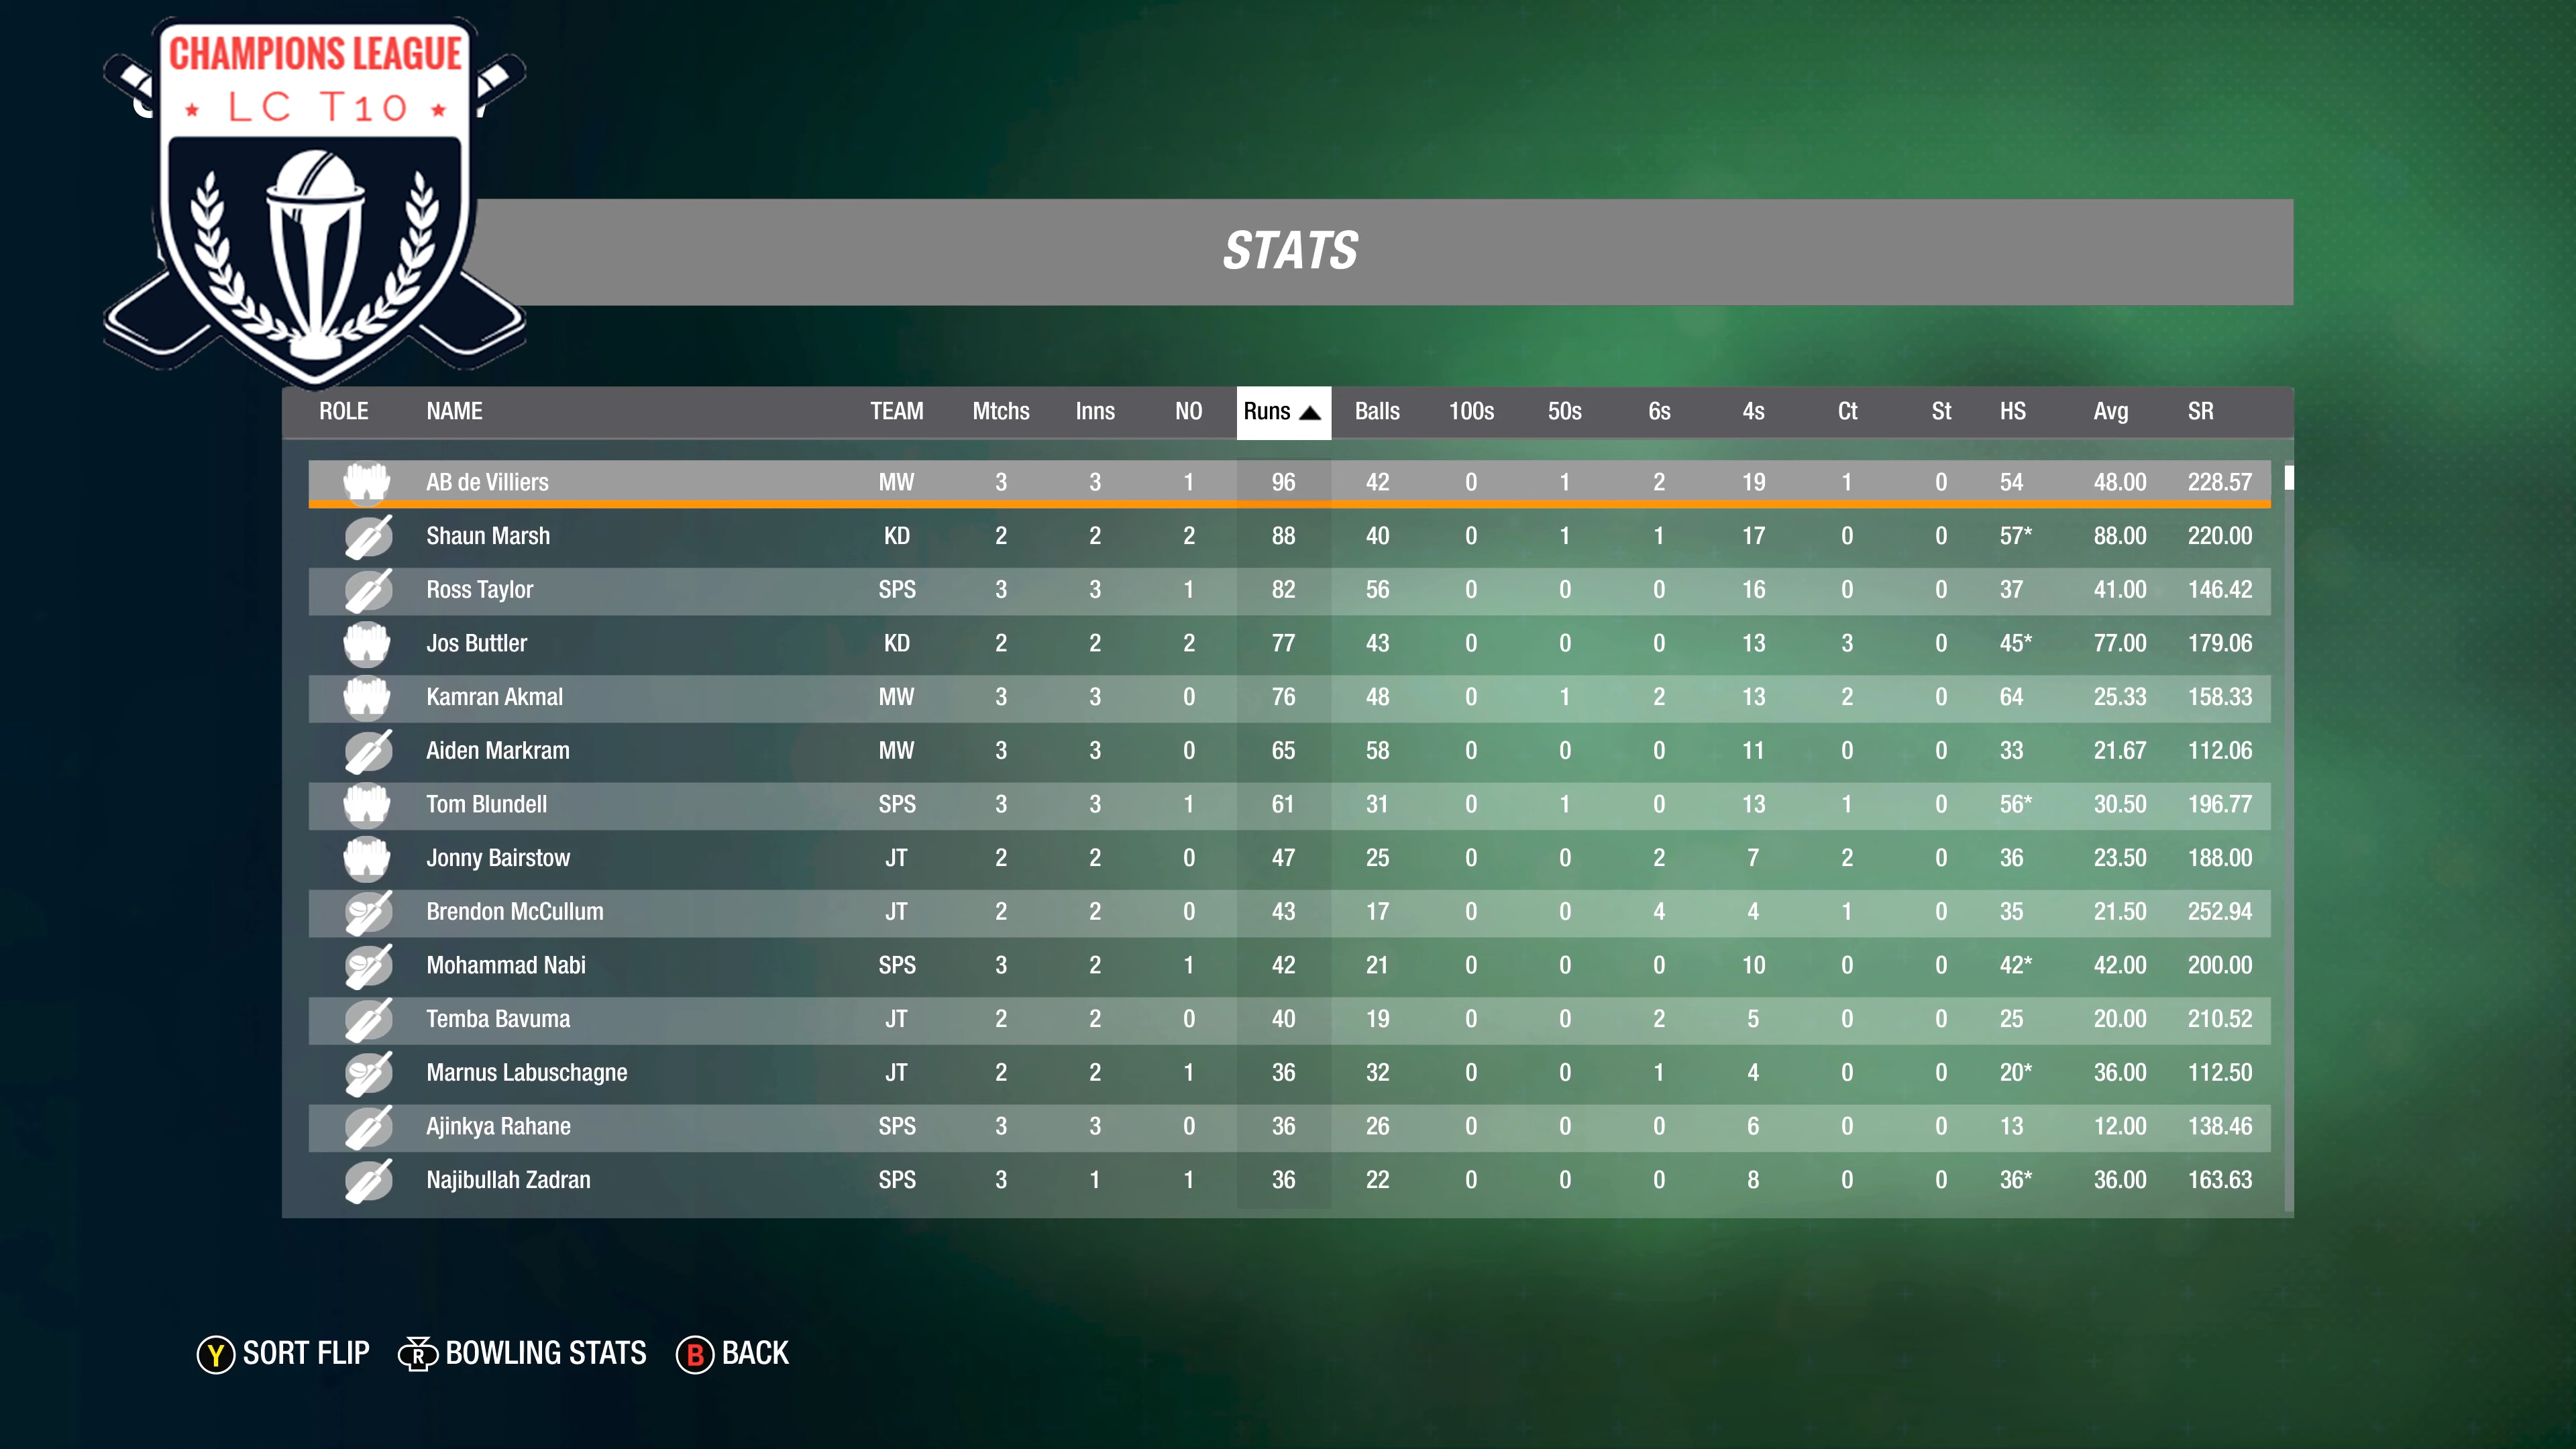 CHAMPIONS LEAGUE
LC T10
STATS
ROLE NAME TEAM Mtchs Inns NO Runs Balls 100s 50s 6s 4s Ct St HS Avg SR
AB de Villiers MW 3 3 1 96 42 0 1 2 19 1 0 54 48.00 228.57
Shaun Marsh KD 2 2 2 88 40 0 1 1 17 0 0 57* 88.00 220.00
Ross Taylor SPS 3 3 1 82 56 0 0 0 16 0 0 37 41.00 146.42
Jos Buttler KD 2 2 2 77 43 0 0 0 13 3 0 45* 77.00 179.06
Kamran Akmal MW 3 3 0 76 48 0 1 2 13 2 0 64 25.33 158.33
Aiden Markram MW 3 3 0 65 58 0 0 0 11 0 0 33 21.67 112.06
Tom Blundell SPS 3 3 1 61 31 0 1 0 13 1 0 56* 30.50 196.77
Jonny Bairstow JT 2 2 0 47 25 0 0 2 7 2 0 36 23.50 188.00
Brendon McCullum JT 2 2 0 43 17 0 0 4 4 1 0 35 21.50 252.94
Mohammad Nabi SPS 3 2 1 42 21 0 0 0 10 0 0 42* 42.00 200.00
Temba Bavuma JT 2 2 0 40 19 0 0 2 5 0 0 25 20.00 210.52
Marnus Labuschagne JT 2 2 1 36 32 0 0 1 4 0 0 20* 36.00 112.50
Ajinkya Rahane SPS 3 3 0 36 26 0 0 0 6 0 0 13 12.00 138.46
Najibullah Zadran SPS 3 1 1 36 22 0 0 0 8 0 0 36* 36.00 163.63
Y SORT FLIP R BOWLING STATS B BACK